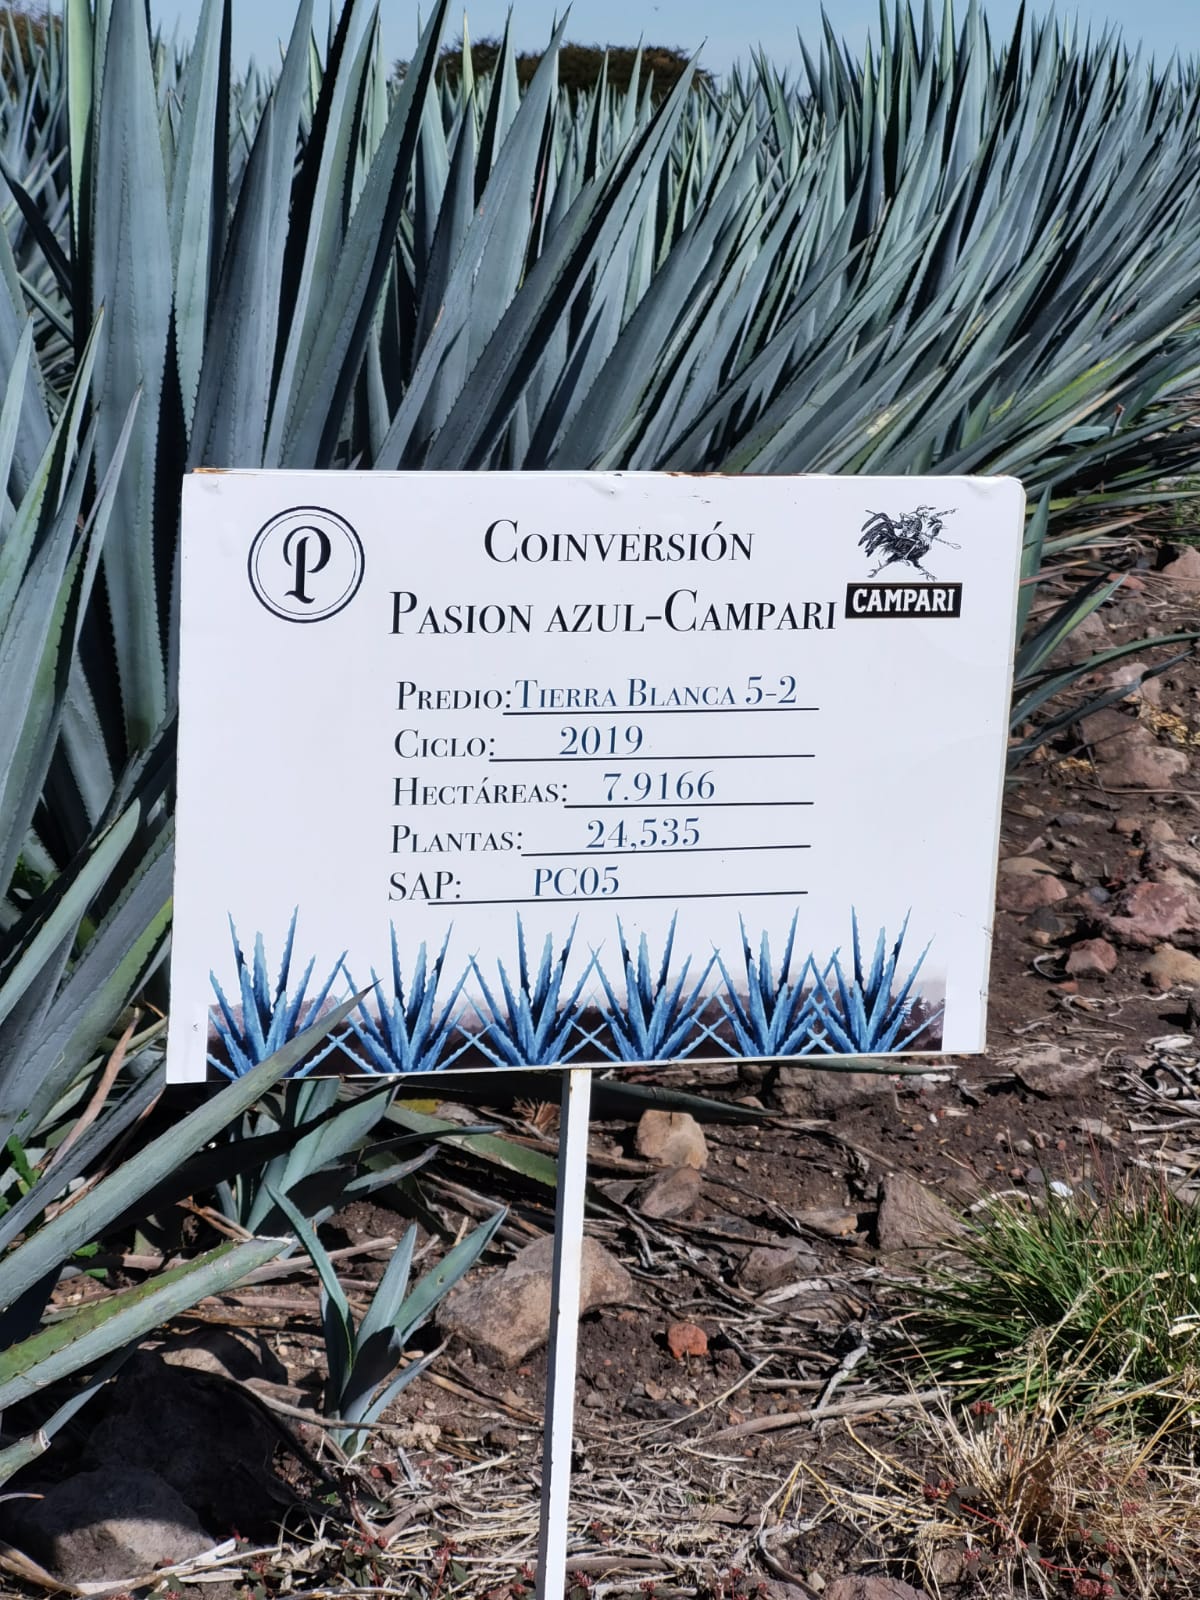 P
COINVERSIÓN
PASION AZUL-CAMPARI
CAMPARI
PREDIO: TIERRA BLANCA 5-2
CICLO: 2019
HECTÁREAS: 7.9166
PLANTAS: 24,535
SAP: PC05